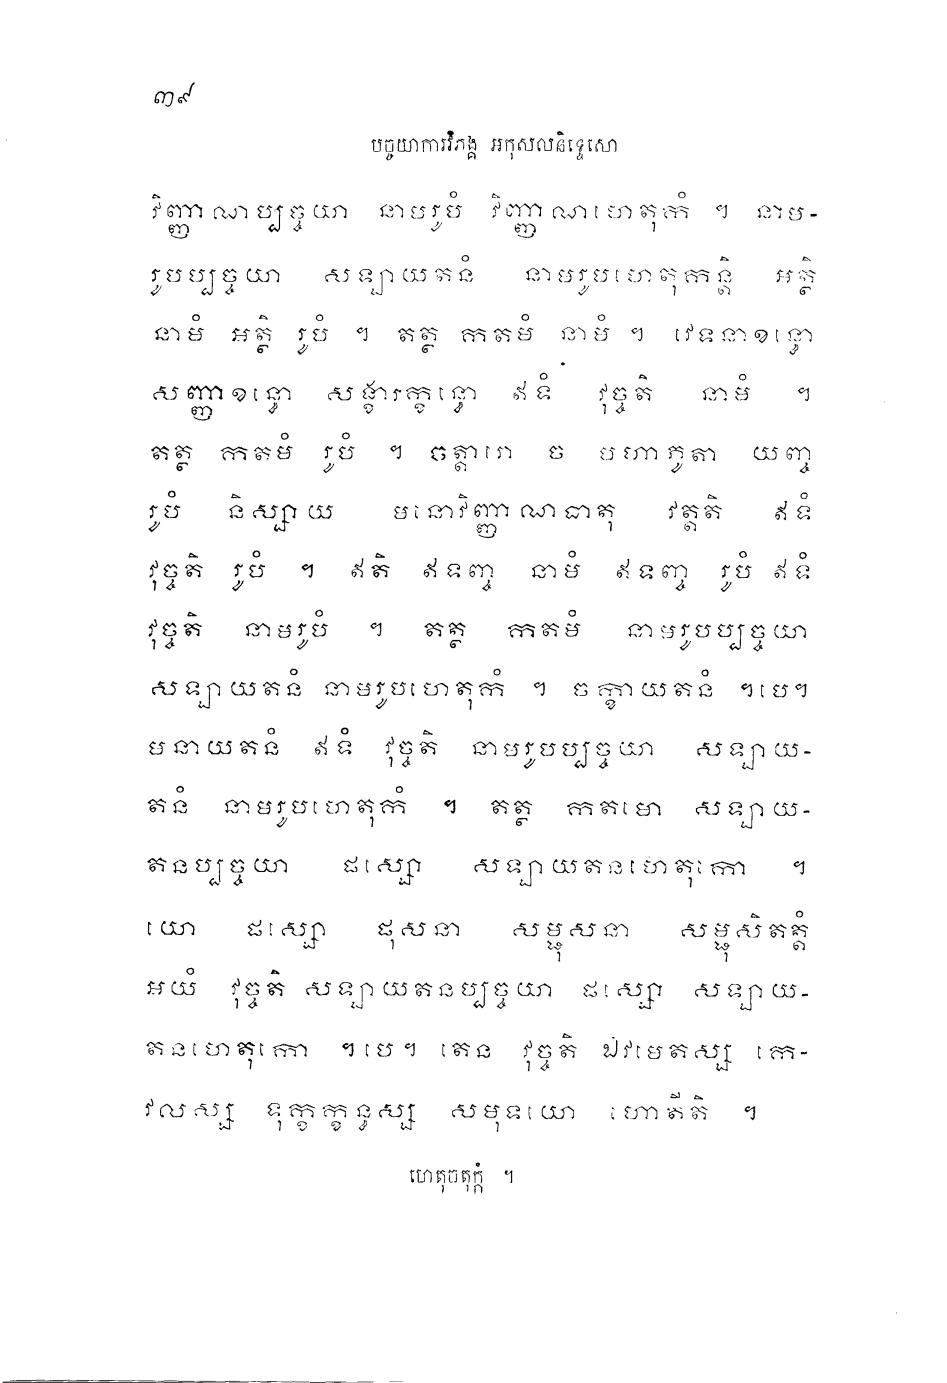 ៣៩
បច្ចយាការវិភង្គ អកុសលនិទ្ទេសោ
វិញ្ញាណប្បច្ចយា នាមរូបំ វិញ្ញាណហេតុកំ ។ នាម-
រូបប្បច្ចយា សឡាយតនំ នាមរូបហេតុកន្តិ អត្ថិ
នាមំ អត្ថិ រូបំ ។ តត្ថ កតមំ នាមំ ។ វេទនាខន្ធោ
សញ្ញាខន្ធោ សង្ខារក្ខន្ធោ ឥទំ វុច្ចតិ នាមំ ។
តត្ថ កតមំ រូបំ ។ ចត្តារោ ច មហាភូតា យញ្ច
រូបំ និស្សាយ មនោវិញ្ញាណធាតុ វត្តតិ ឥទំ
វុច្ចតិ រូបំ ។ ឥតិ ឥទញ្ច នាមំ ឥទញ្ច រូបំ ឥទំ
វុច្ចតិ នាមរូបំ ។ តត្ថ កតមំ នាមរូបប្បច្ចយា
សឡាយតនំ នាមរូបហេតុកំ ។ ចក្ខាយតនំ ។បេ។
មនាយតនំ ឥទំ វុច្ចតិ នាមរូបប្បច្ចយា សឡាយ-
តនំ នាមរូបហេតុកំ ។ តត្ថ កតមោ សឡាយ-
តនប្បច្ចយា ផស្សោ សឡាយតនហេតុកោ ។
យោ ផស្សោ ផុសនា សម្ផុសនា សម្ផុសិតត្តំ
អយំ វុច្ចតិ សឡាយតនប្បច្ចយា ផស្សោ សឡាយ-
តនហេតុកោ ។បេ។ តេន វុច្ចតិ ឯវមេតស្ស កេ-
វលស្ស ទុក្ខក្ខន្ធស្ស សមុទយោ ហោតីតិ ។
ហេតុចតុក្កំ ។